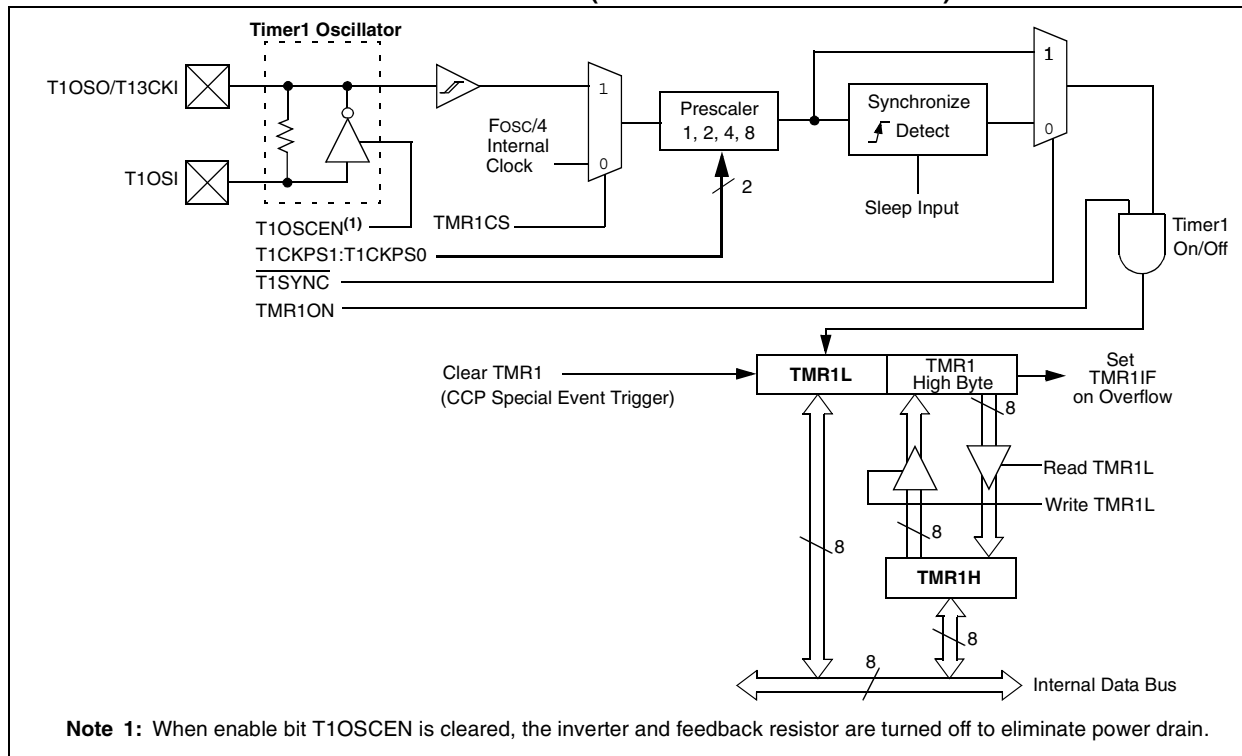 Timer1 Oscillator
T1OSO/T13CKI
T1OSI
1
FOSC/4
Internal
Clock
0
Prescaler
1, 2, 4, 8
2
Synchronize
Detect
1
0
Sleep Input
T1OSCEN(1)
TMR1CS
T1CKPS1:T1CKPS0
T1SYNC
TMR1ON
Timer1
On/Off
Clear TMR1
(CCP Special Event Trigger)
TMR1L
TMR1
High Byte
Set
TMR1IF
on Overflow
8
Read TMR1L
Write TMR1L
8
8
TMR1H
8
8
Internal Data Bus
Note 1: When enable bit T1OSCEN is cleared, the inverter and feedback resistor are turned off to eliminate power drain.